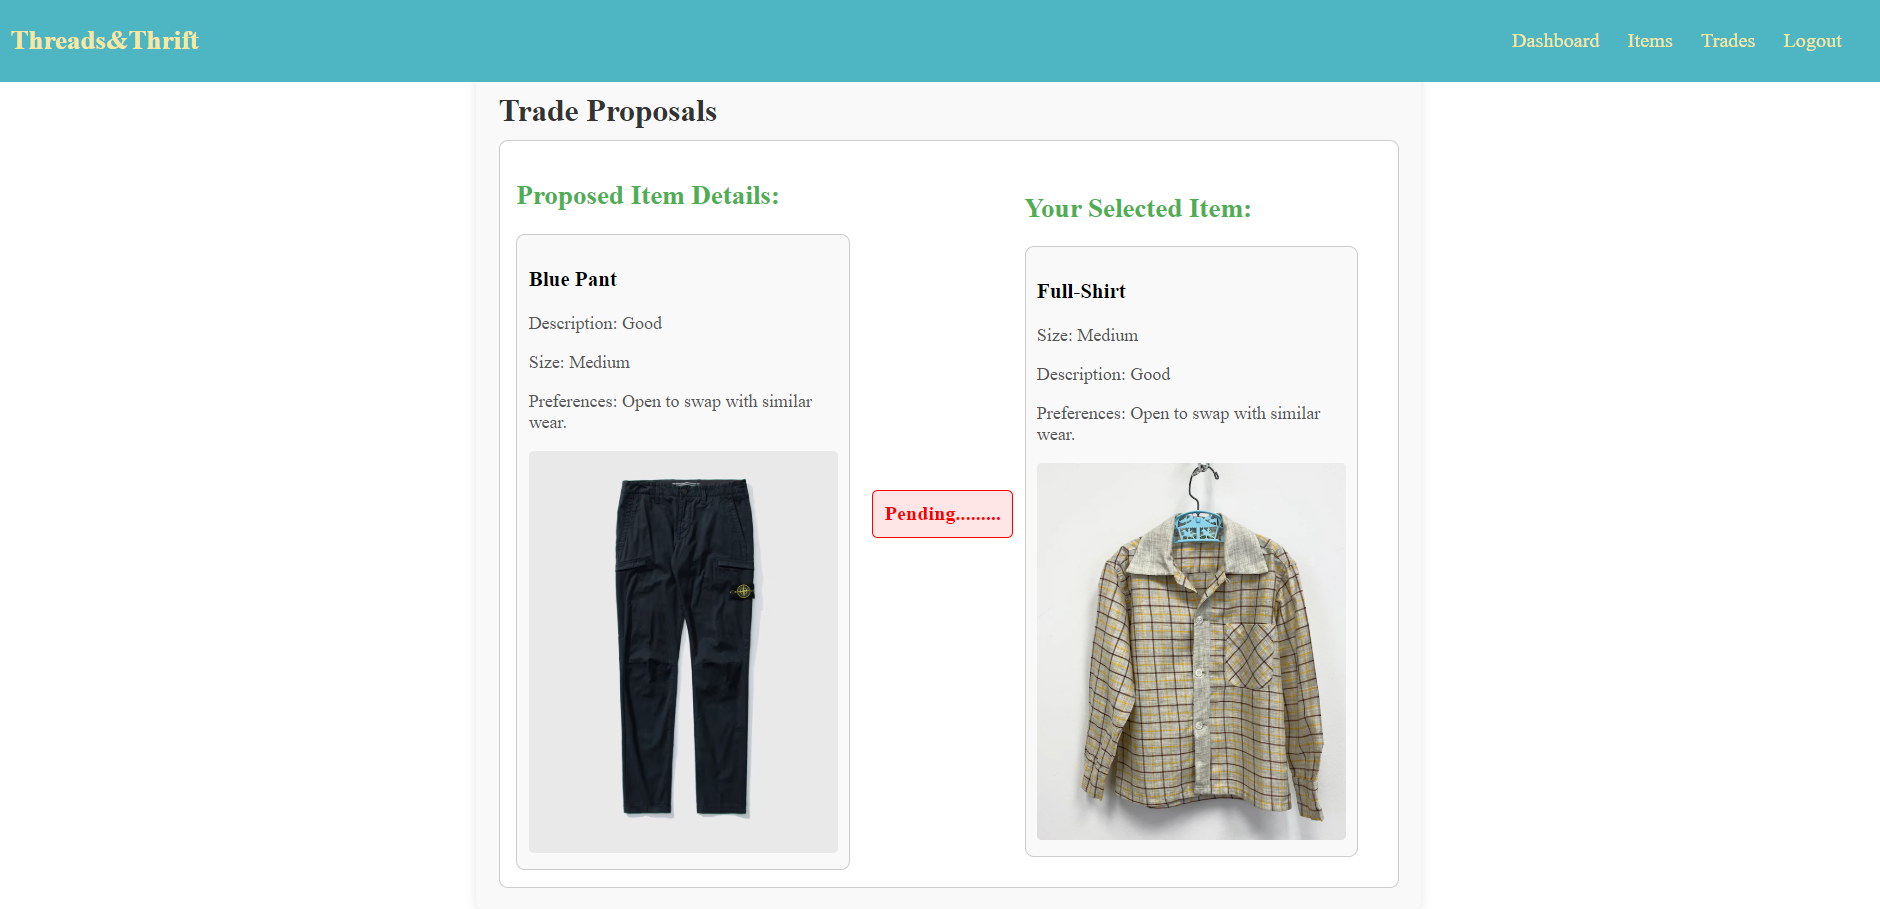 Threads&Thrift
Dashboard Items Trades Logout
Trade Proposals
Proposed Item Details:
Blue Pant
Description: Good
Size: Medium
Preferences: Open to swap with similar
wear.
Pending.........
Your Selected Item:
Full-Shirt
Size: Medium
Description: Good
Preferences: Open to swap with similar
wear.